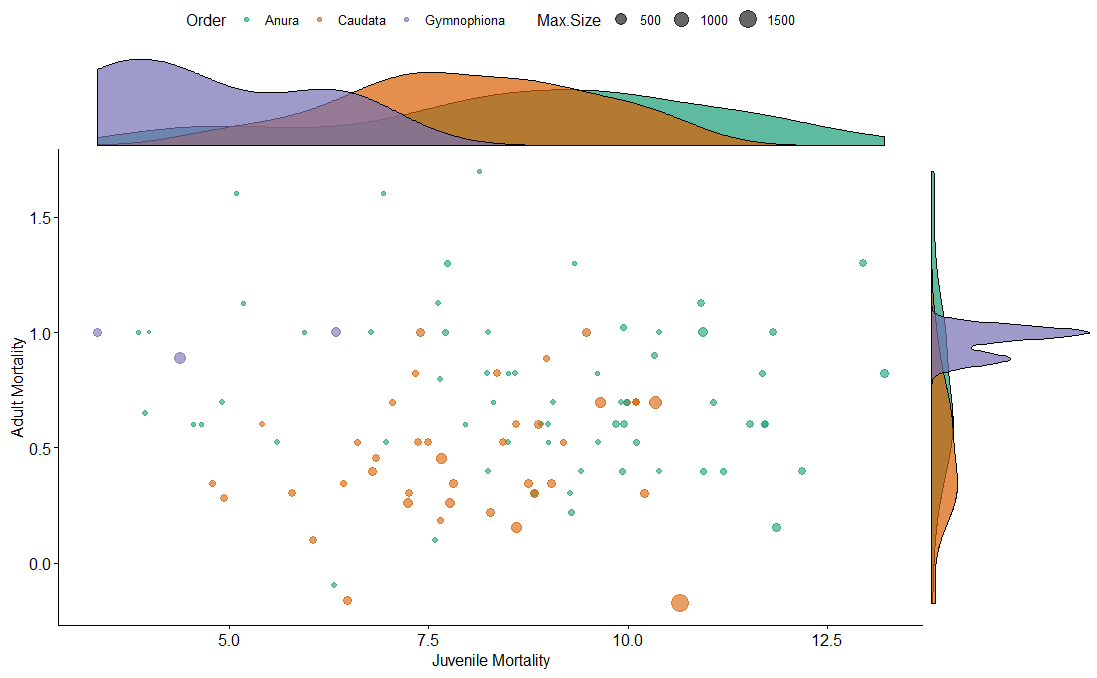 Order Anura Caudata Gymnophiona Max.Size 500 1000 1500
1.5
1.0
0.5
0.0
Adult Mortality
5.0 7.5 10.0 12.5
Juvenile Mortality